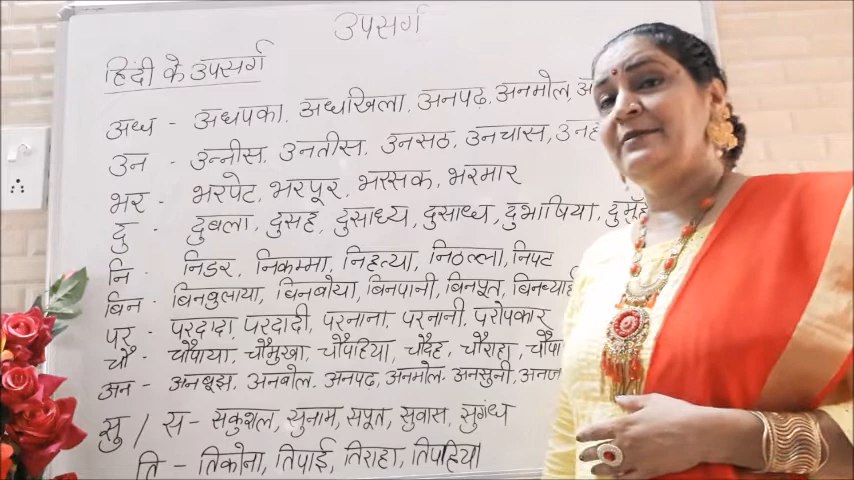 उपसर्ग
हिंदी के उपसर्ग
अध - अधपका, अधखिला, अनपढ़, अनमोल,
उन - उन्नीस, उनतीस, उनसठ, उनचास,
भर - भरपेट, भरपूर, भरसक, भरमार
दु - दुबला, दुसह, दुसाध्य, दुसाध्य, दुभाषिया,
नि - निडर, निकम्मा, निहत्या, निठल्ला, निपट
बिन - बिनबुलाया, बिनबोया, बिनपानी, बिनपूत, बिनब्याही
पर - परदादा, परदादी, परनाना, परनानी, परोपकार
चौ - चौपाया, चौमुखा, चौपहिया, चौदह, चौराहा,
अन - अनबूझ, अनबोल, अनपढ़, अनमोल, अनसुनी,
सु / स - सकुशल, सुनाम, सपूत, सुवास, सुगंध
ति - तिकोना, तिपाई, तिराहा, तिपहिया